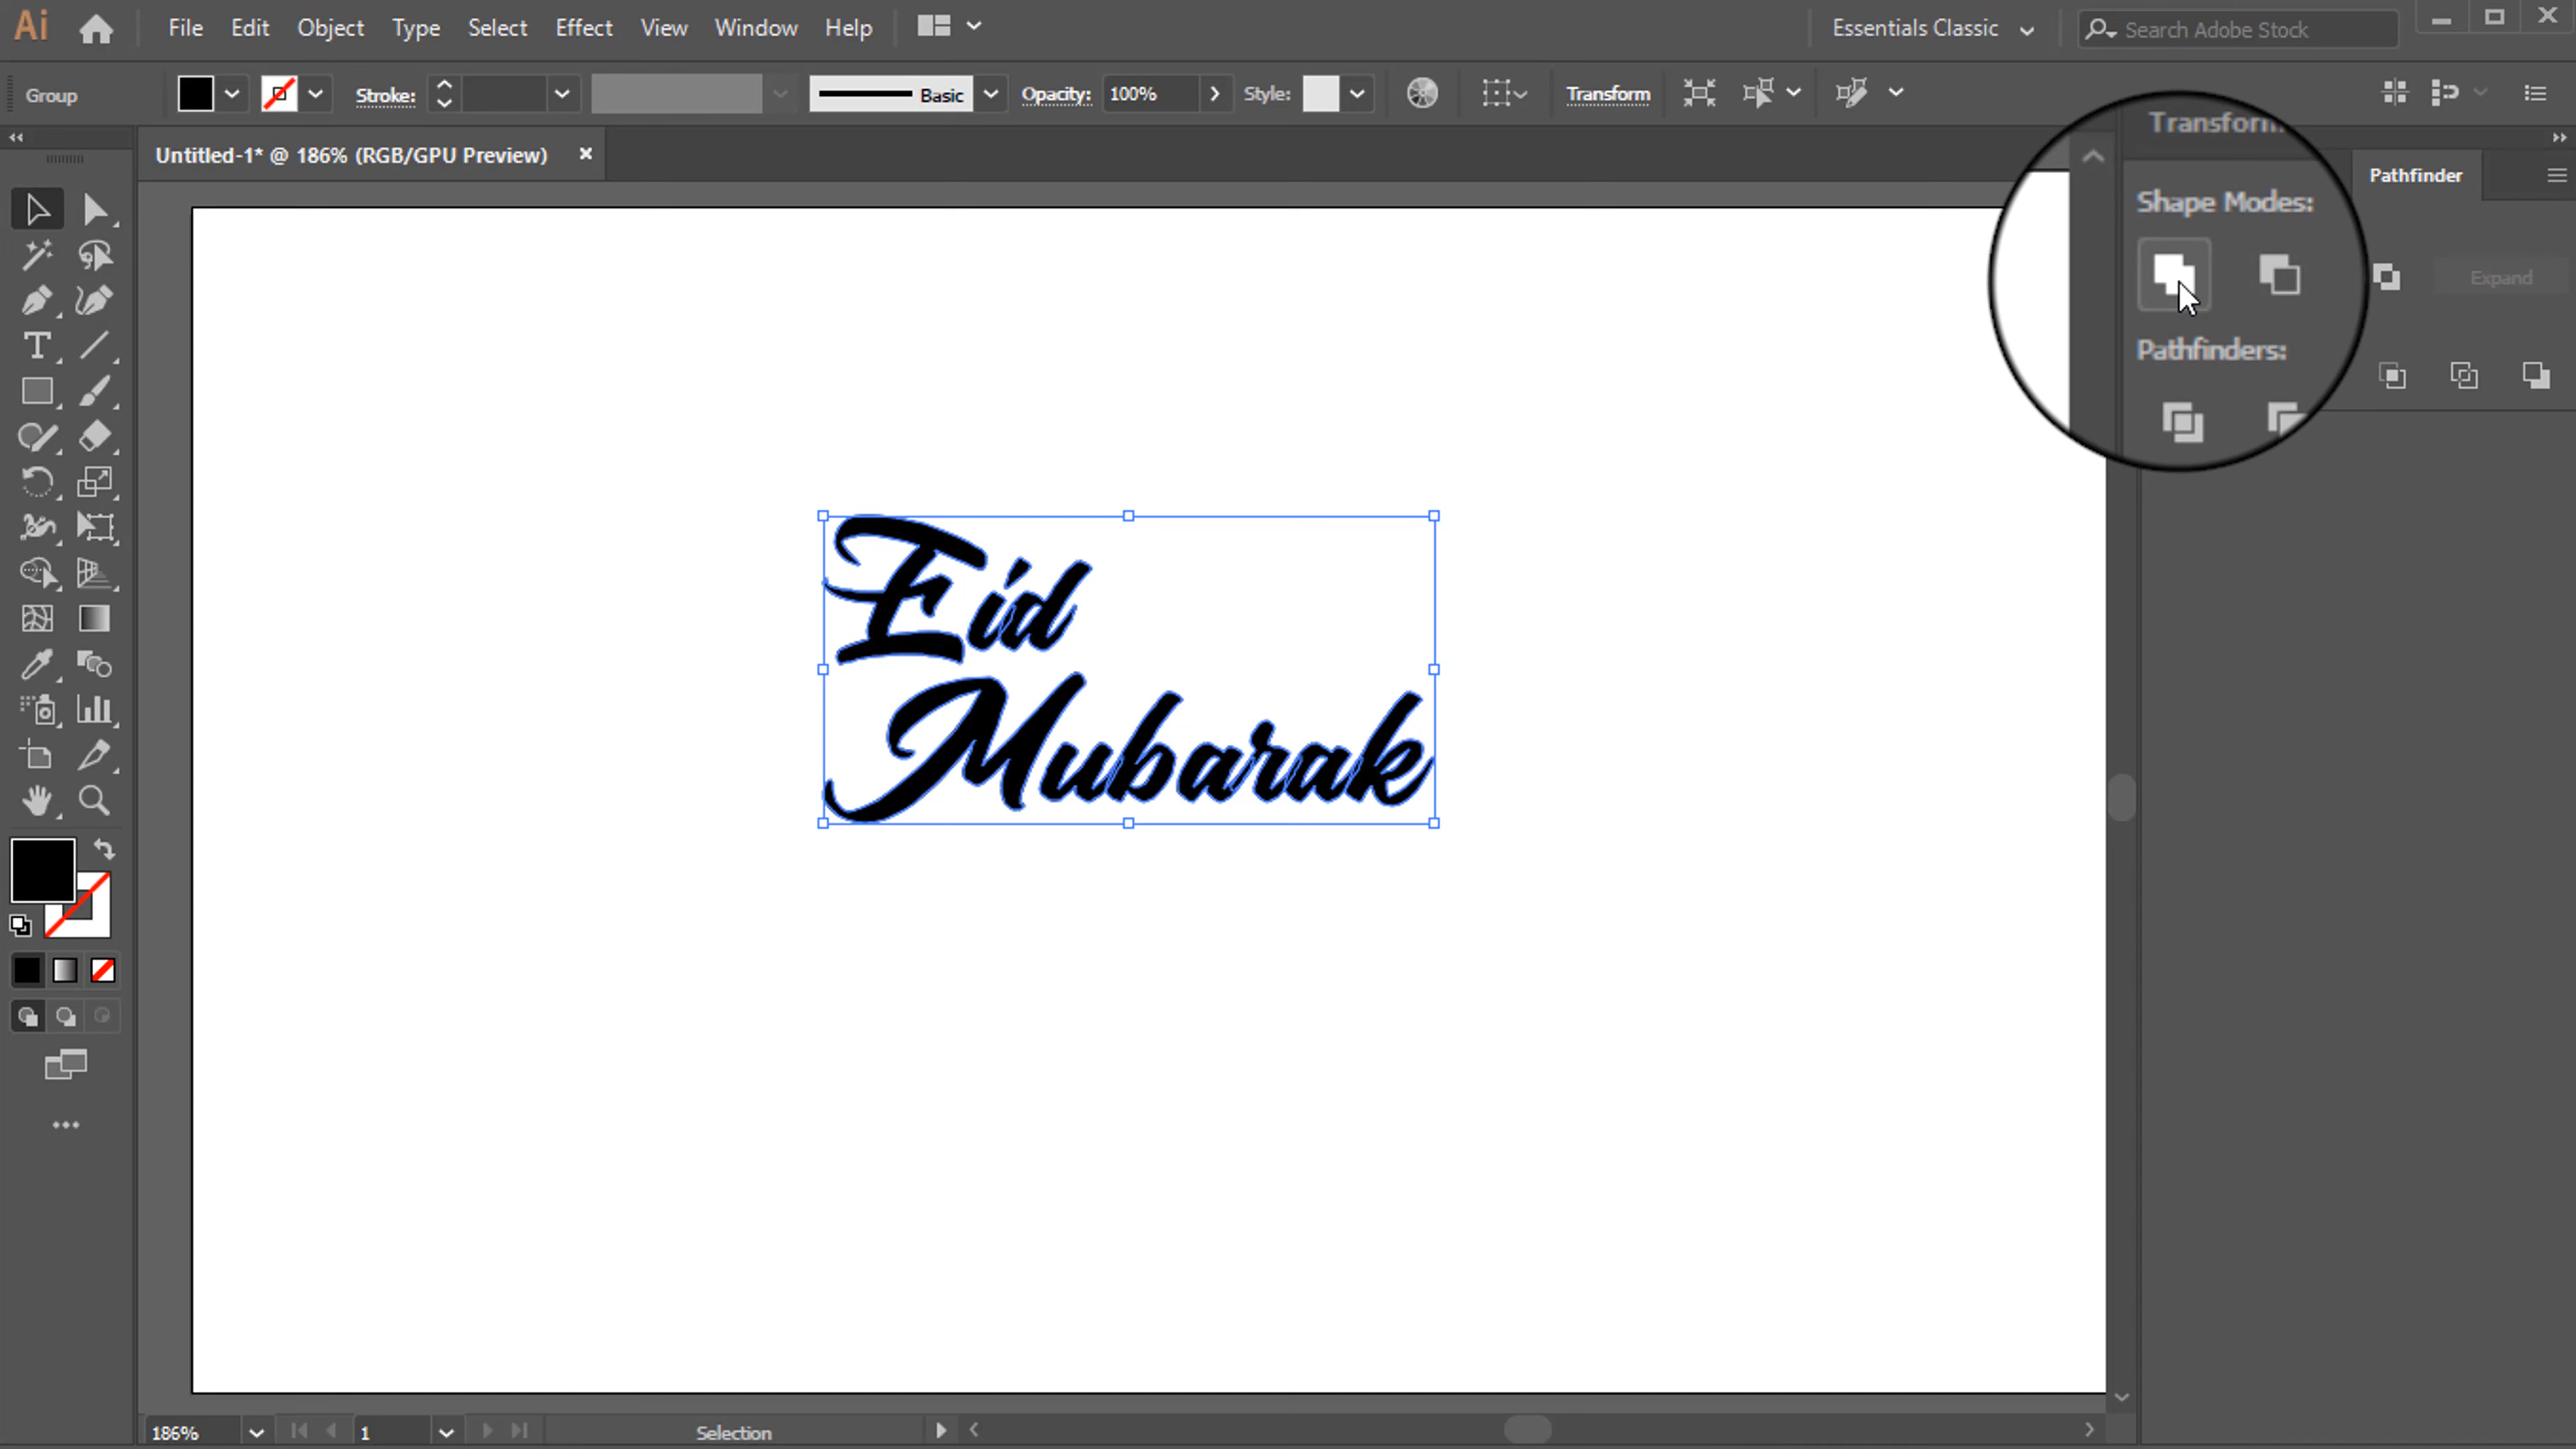 Ai File Edit Object Type Select Effect View Window Help Essentials Classic Search Adobe Stock
Group Stroke: Basic Opacity: 100% Style: Transform
Untitled-1* @ 186% (RGB/GPU Preview)
Transform
Pathfinder
Shape Modes:
Expand
Pathfinders:
Eid
Mubarak
186% 1 Selection